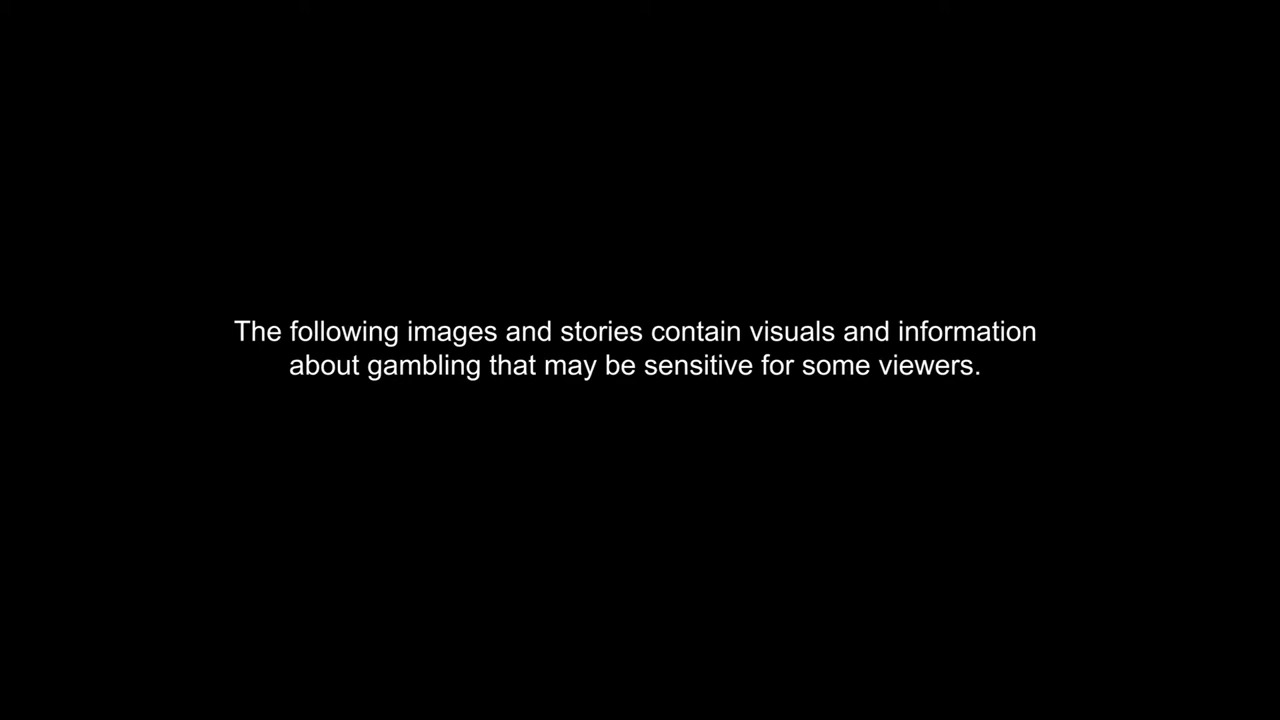 The following images and stories contain visuals and information
about gambling that may be sensitive for some viewers.